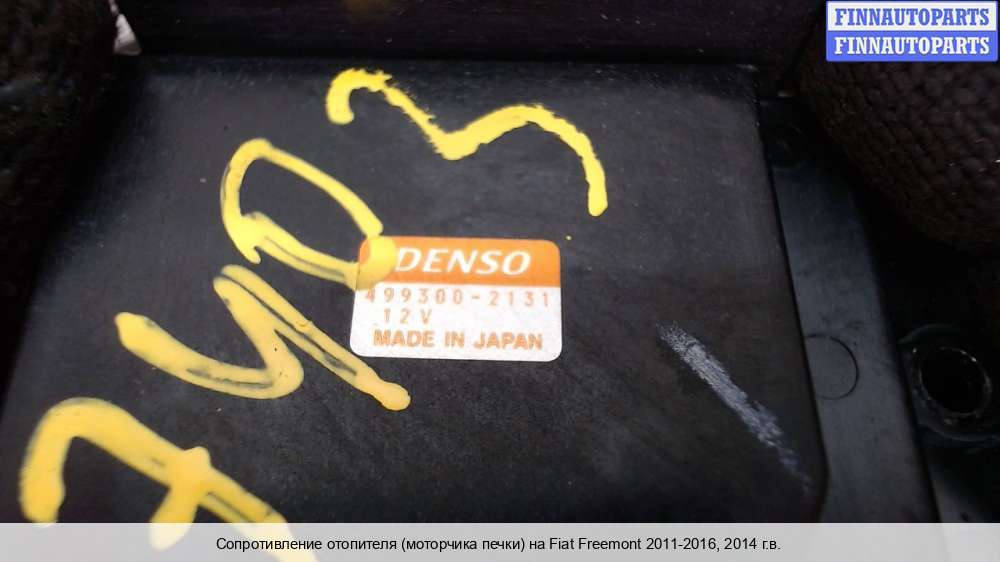 FINNAUTOPARTS
FINNAUTOPARTS
7403
DENSO
499300-2131
12V
MADE IN JAPAN
Сопротивление отопителя (моторчика печки) на Fiat Freemont 2011-2016, 2014 г.в.